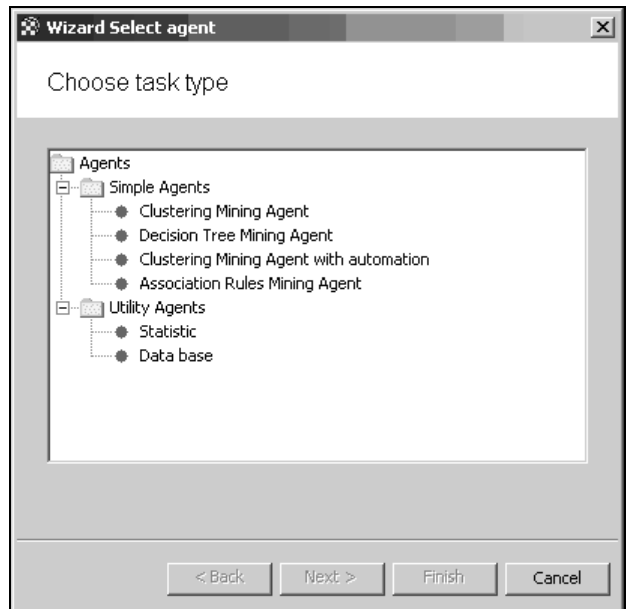 Wizard Select agent
Choose task type
Agents
Simple Agents
Clustering Mining Agent
Decision Tree Mining Agent
Clustering Mining Agent with automation
Association Rules Mining Agent
Utility Agents
Statistic
Data base
< Back Next > Finish Cancel